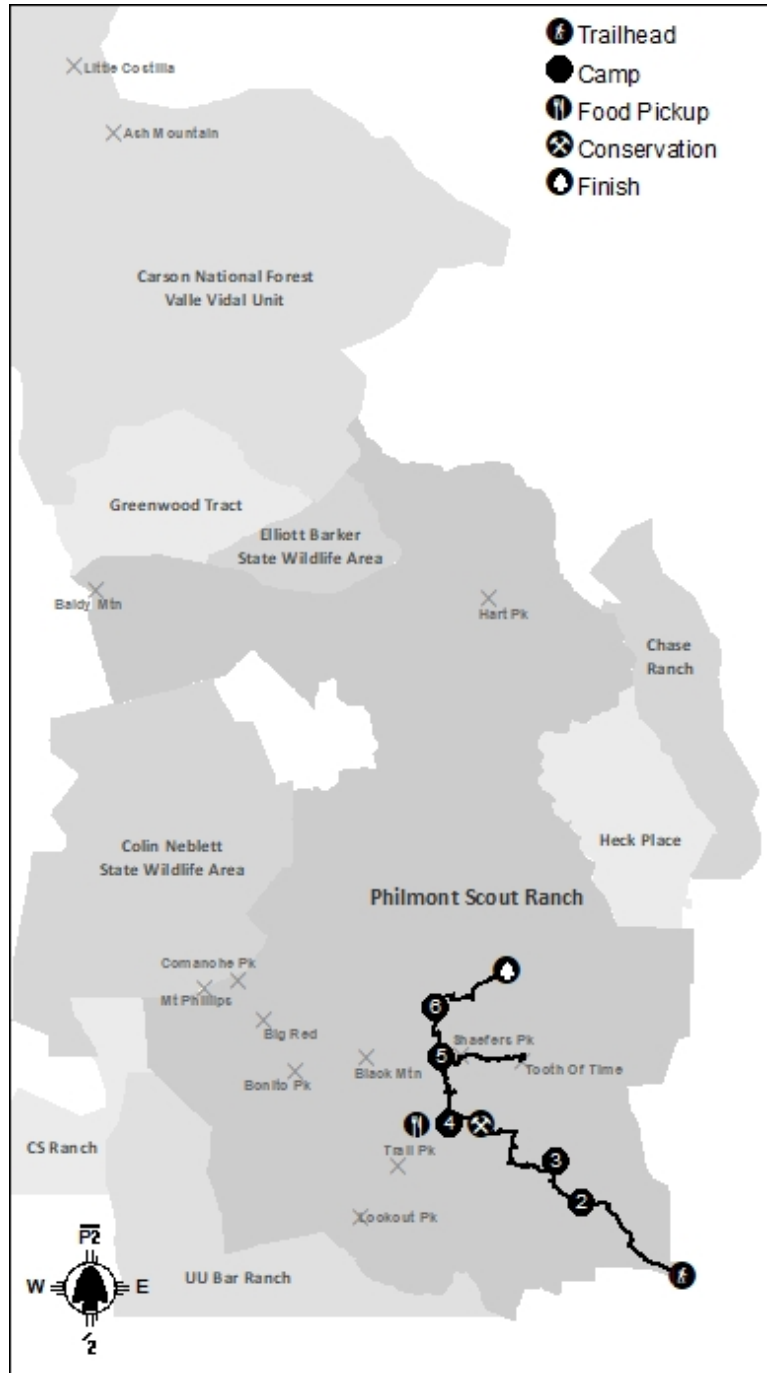 Trailhead
Camp
Food Pickup
Conservation
Finish
Little Costilla
Ash Mountain
Carson National Forest
Valle Vidal Unit
Greenwood Tract
Elliott Barker
State Wildlife Area
Baldy Mtn
Hart Pk
Chase
Ranch
Heck Place
Colin Neblett
State Wildlife Area
Philmont Scout Ranch
Comanche Pk
Mt Phillips
Big Red
Bonito Pk
Black Mtn
Shaefers Pk
Tooth Of Time
6
5
4
3
2
Trail Pk
Lookout Pk
CS Ranch
UU Bar Ranch
P2
W
E